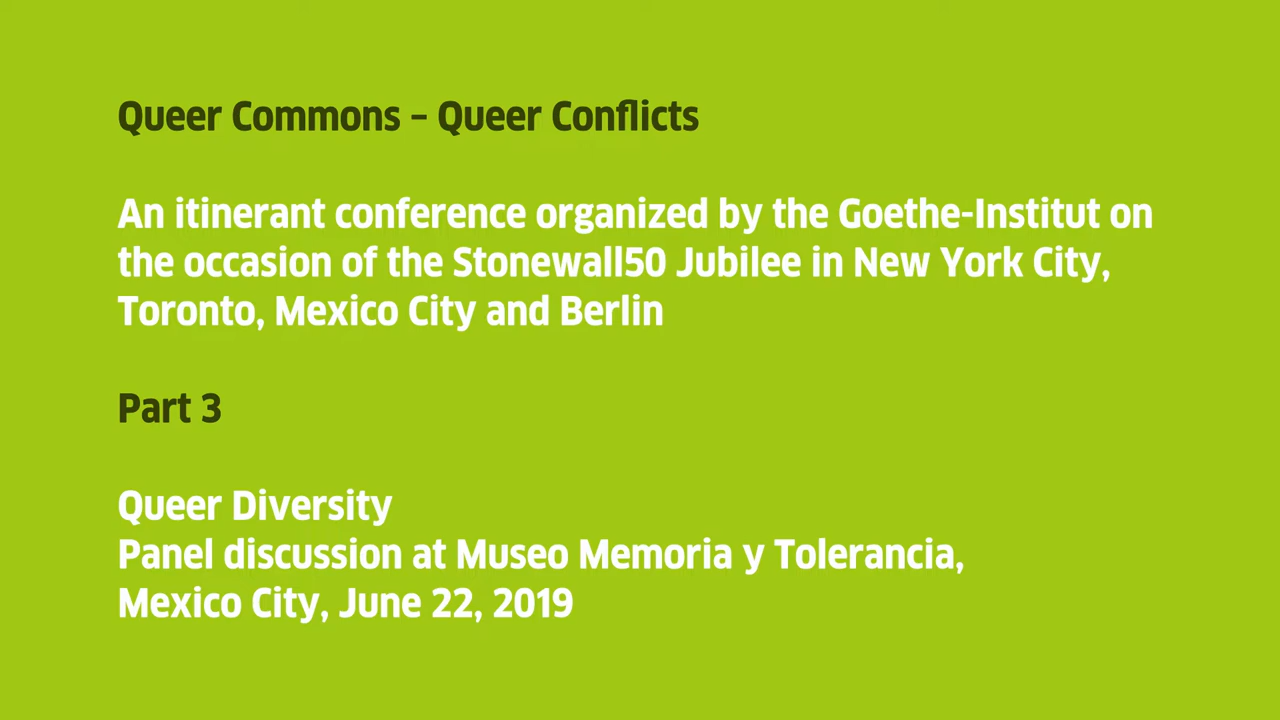 Queer Commons – Queer Conflicts
An itinerant conference organized by the Goethe-Institut on
the occasion of the Stonewall50 Jubilee in New York City,
Toronto, Mexico City and Berlin
Part 3
Queer Diversity
Panel discussion at Museo Memoria y Tolerancia,
Mexico City, June 22, 2019